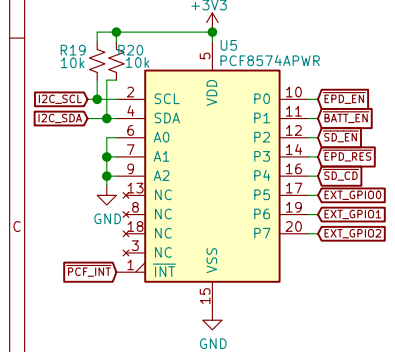 +3V3
R19 R20
10k 10k
U5
PCF8574APWR
5
VDD
I2C_SCL 2 SCL P0 10 EPD_EN
I2C_SDA 4 SDA P1 11 BATT_EN
6 A0 P2 12 SD_EN
7 A1 P3 14 EPD_RES
9 A2 P4 16 SD_CD
13 NC P5 17 EXT_GPIO0
GND
8 NC P6 19 EXT_GPIO1
18 NC P7 20 EXT_GPIO2
3 NC
PCF_INT 1 INT
C
VSS
15
GND